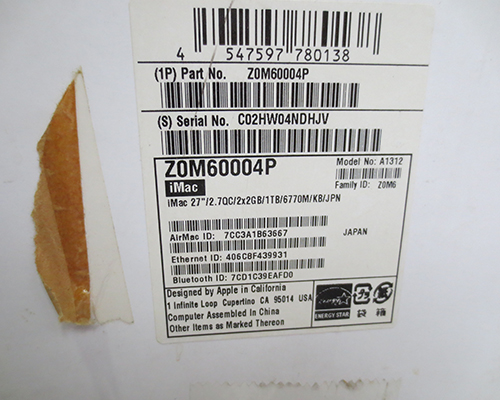 4 547597 780138
(1P) Part No. Z0M60004P
(S) Serial No. C02HW04NDHJV
Z0M60004P
Model No: A1312
iMac
Family ID: Z0M6
iMac 27"/2.7QC/2x2GB/1TB/6770M/KB/JPN
AirMac ID: 7CC3A1B63667
JAPAN
Ethernet ID: 406CBF439931
Bluetooth ID: 7CD1C39EAFD0
Designed by Apple in California
1 Infinite Loop Cupertino CA 95014 USA
Computer Assembled In China
Other Items as Marked Thereon
ENERGY STAR
袋 箱